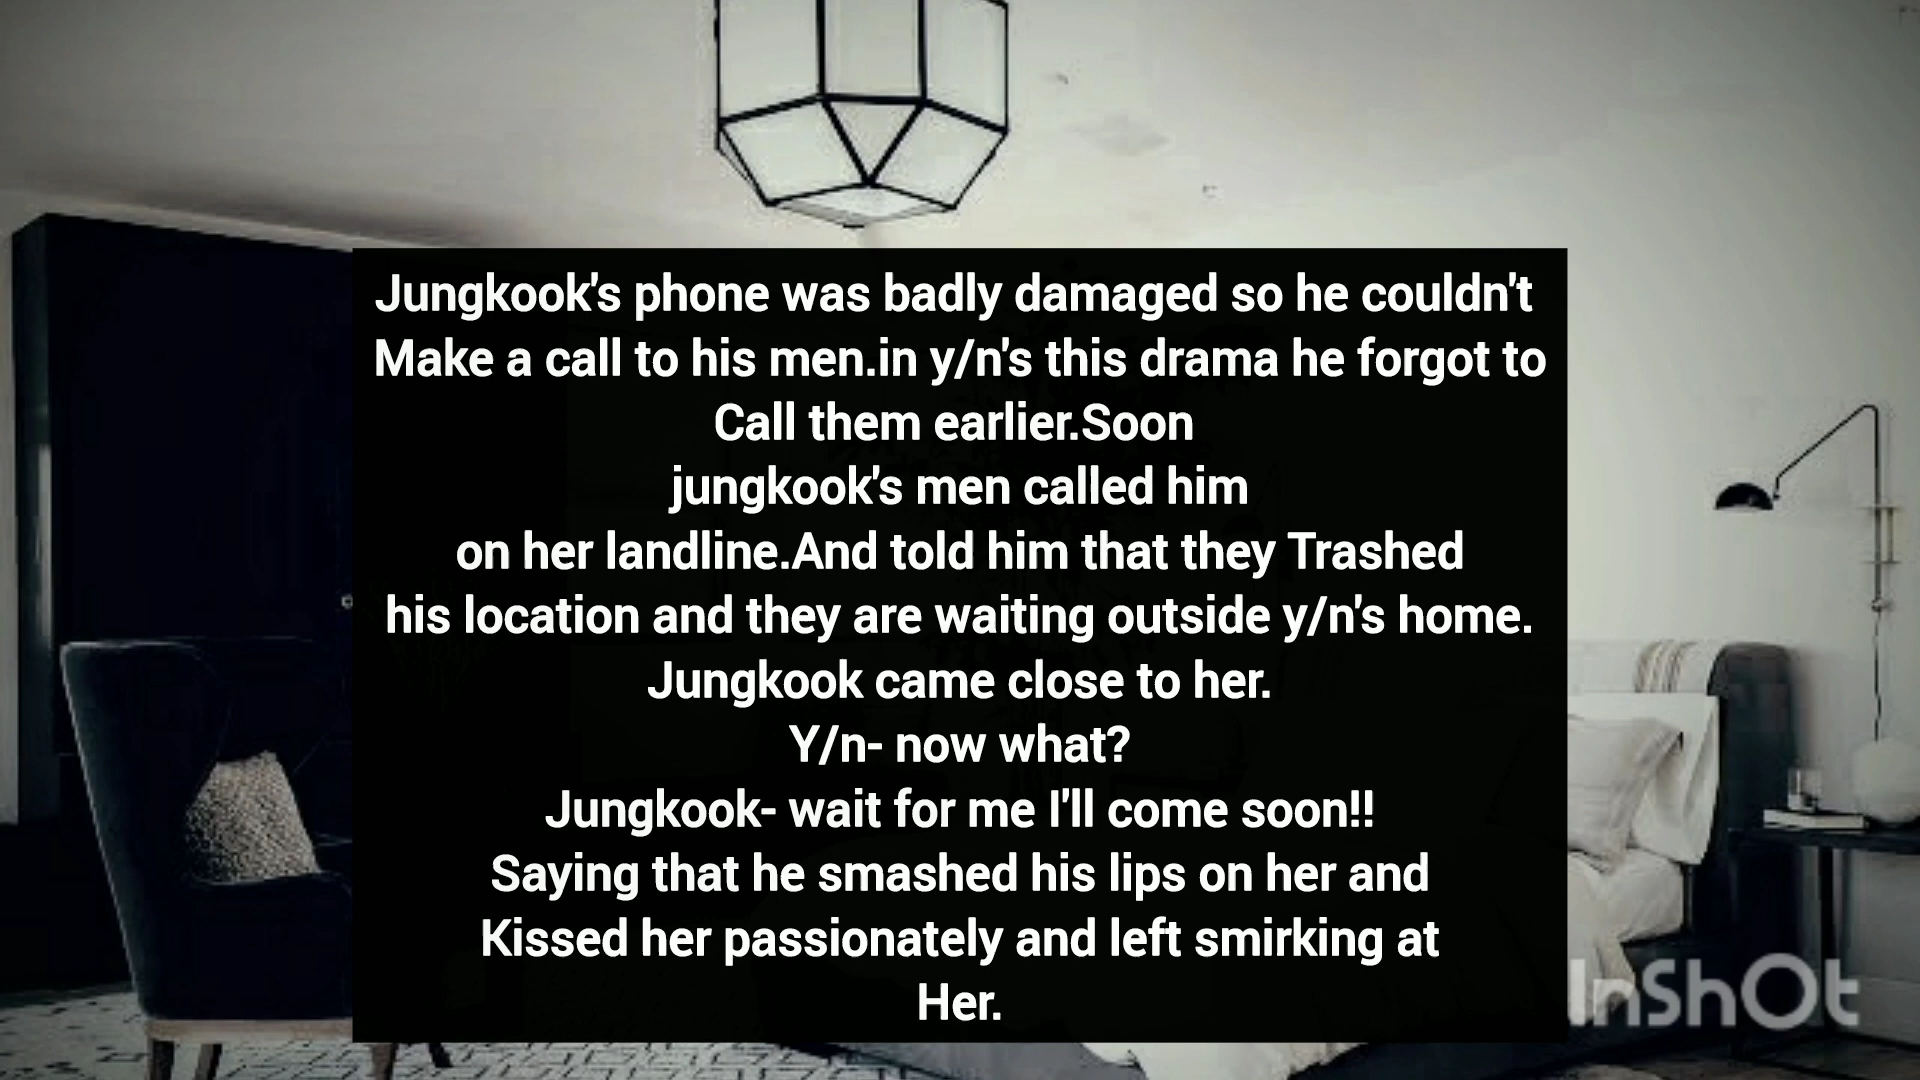 Jungkook's phone was badly damaged so he couldn't
Make a call to his men.in y/n's this drama he forgot to
Call them earlier.Soon
jungkook's men called him
on her landline.And told him that they Trashed
his location and they are waiting outside y/n's home.
Jungkook came close to her.
Y/n- now what?
Jungkook- wait for me I'll come soon!!
Saying that he smashed his lips on her and
Kissed her passionately and left smirking at
Her.
InShOt